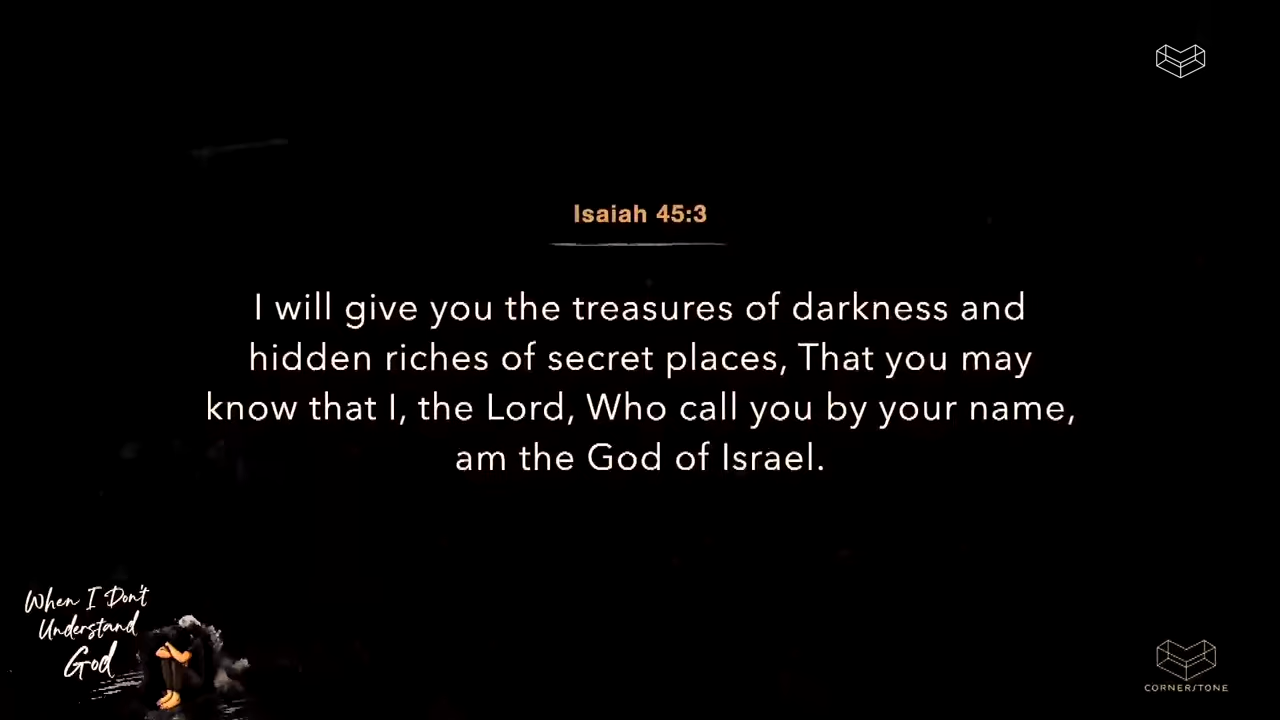 Isaiah 45:3
I will give you the treasures of darkness and
hidden riches of secret places, That you may
know that I, the Lord, Who call you by your name,
am the God of Israel.
When I Don't
Understand
God
CORNERSTONE